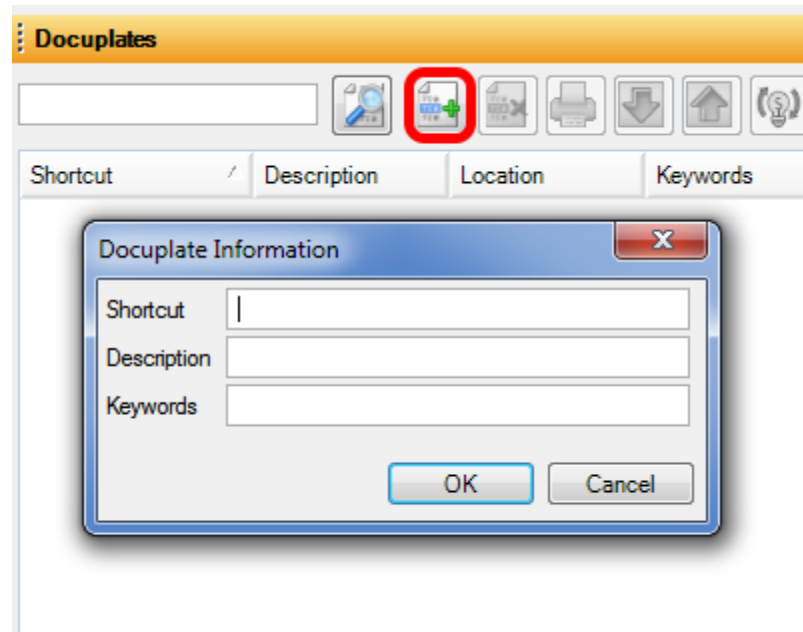 Docuplates
Shortcut Description Location Keywords
Docuplate Information
Shortcut
Description
Keywords
OK Cancel